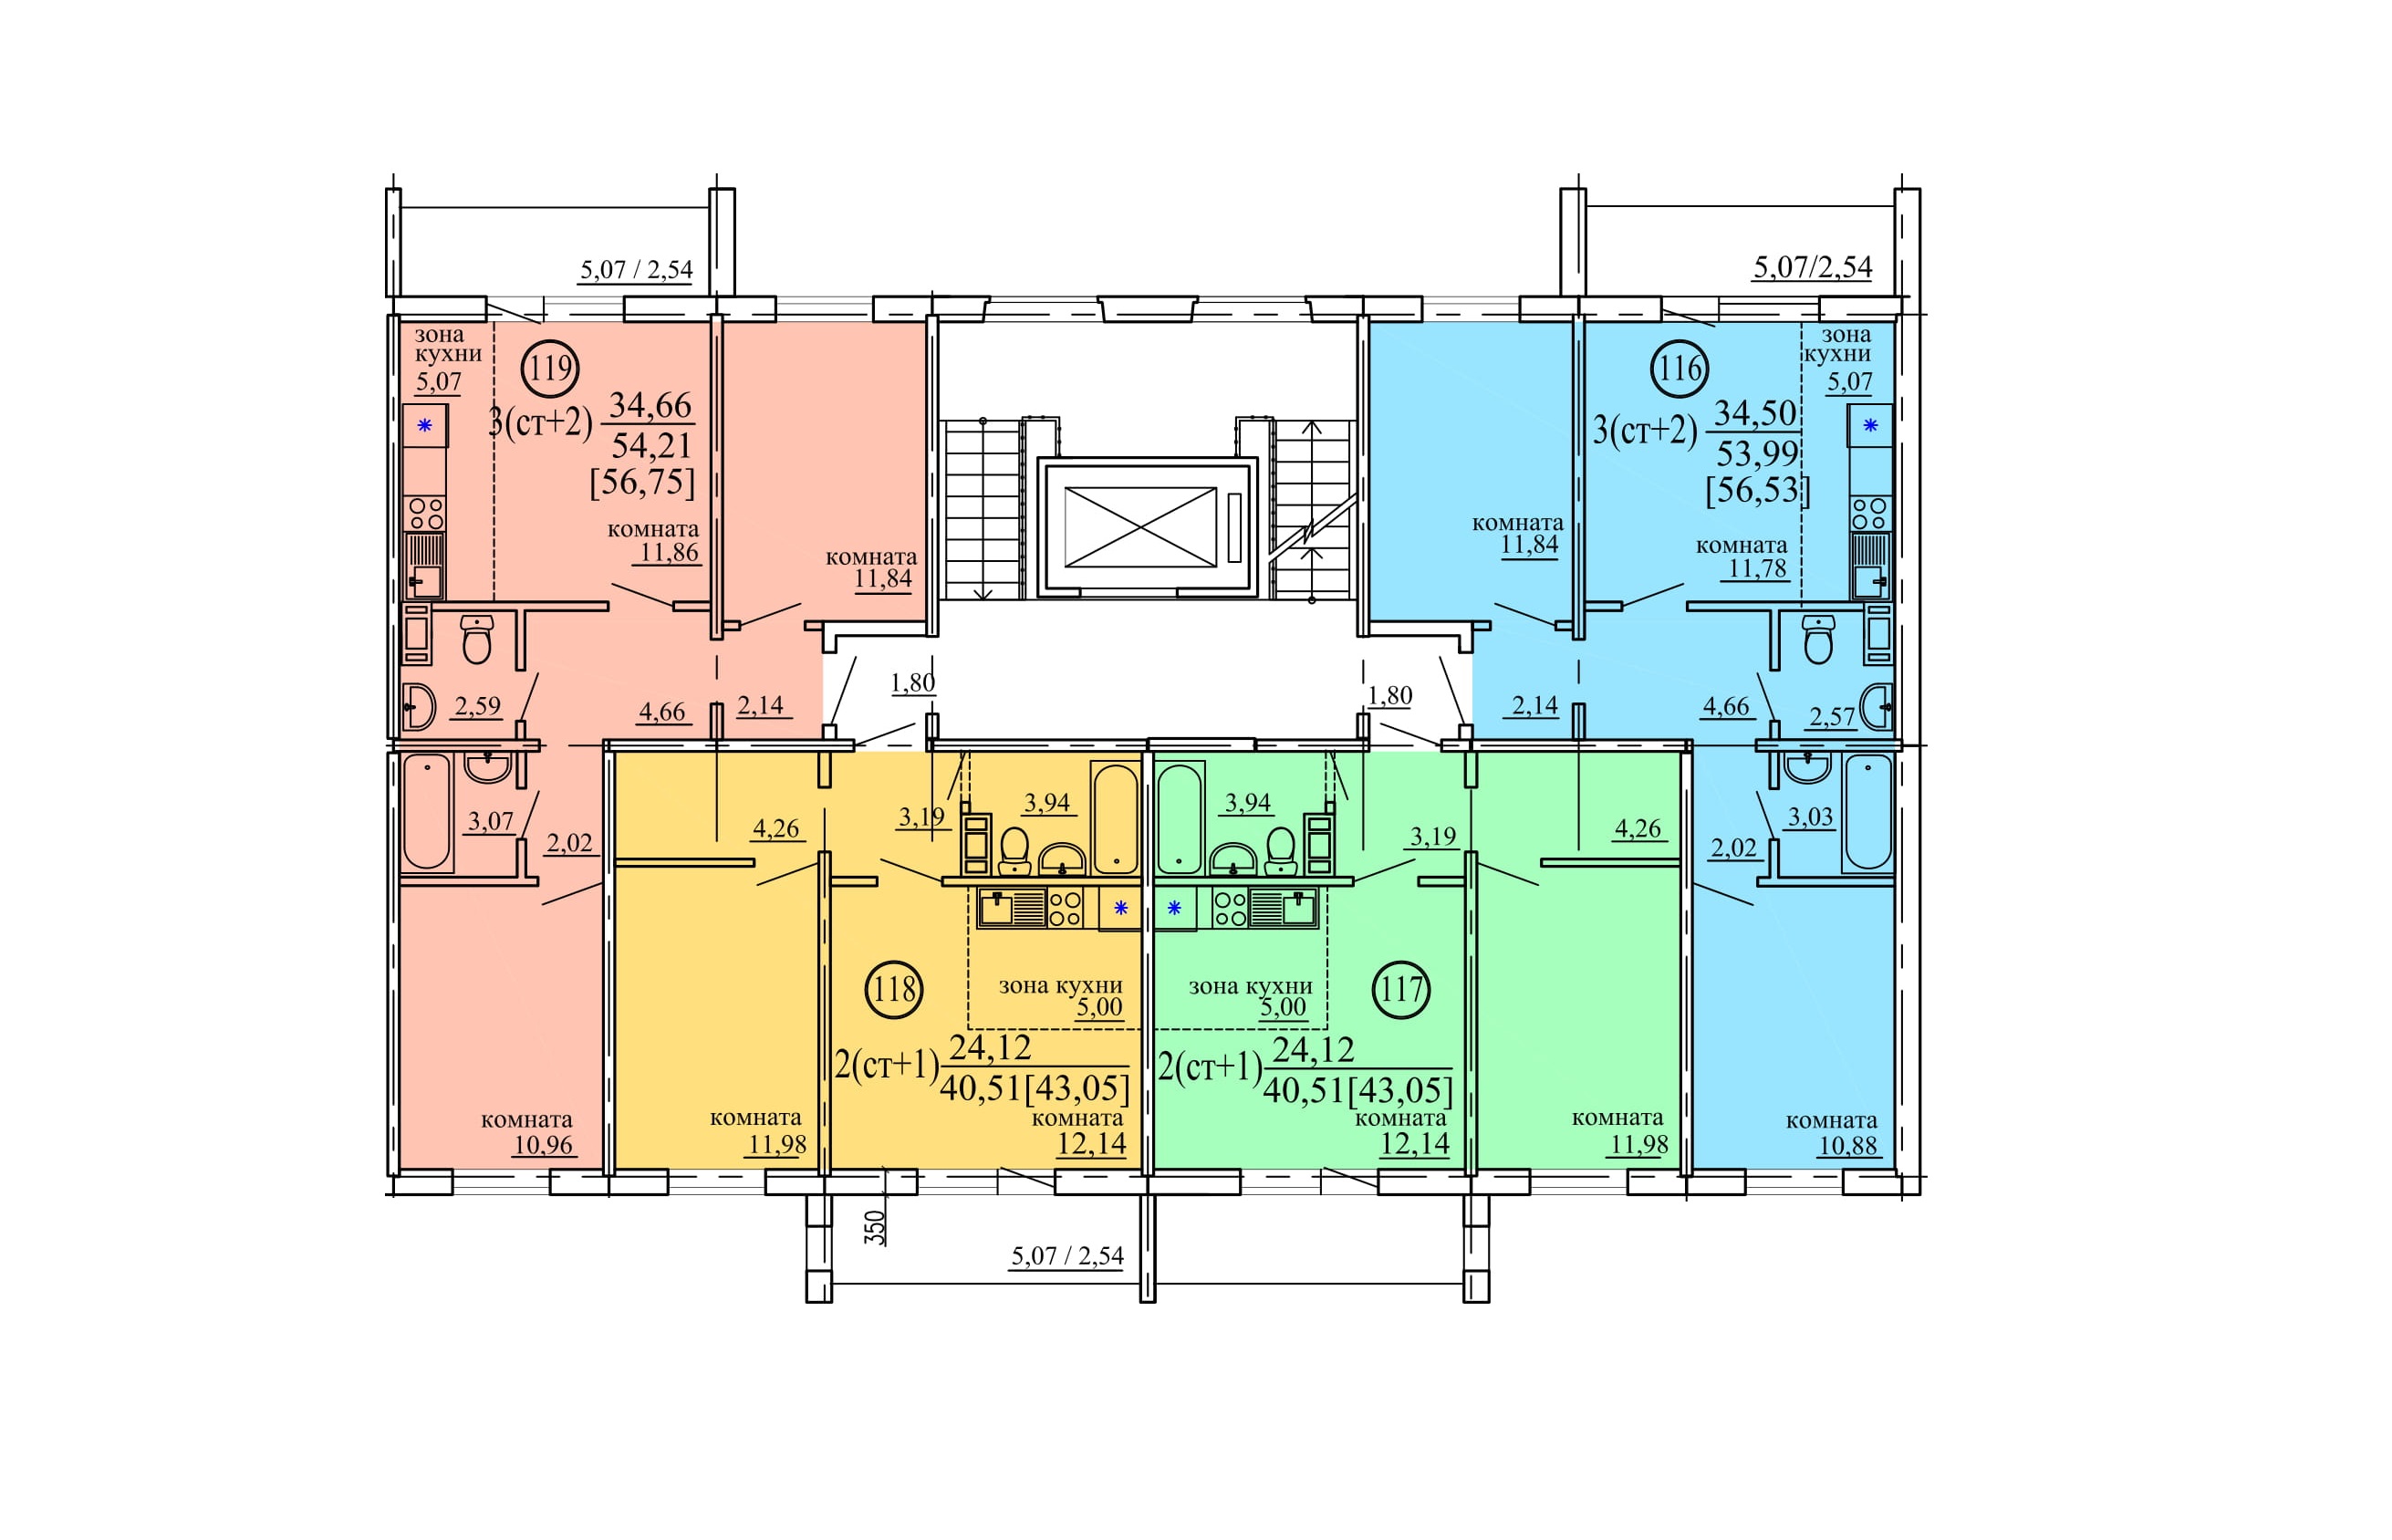 5,07 / 2,54
5,07/2,54
зона
кухни
5,07
119
3(ст+2)
34,66
54,21
[56,75]
комната
11,86
комната
11,84
комната
11,84
116
3(ст+2)
34,50
53,99
[56,53]
комната
11,78
зона
кухни
5,07
2,59
4,66
2,14
1,80
1,80
2,14
4,66
2,57
3,07
2,02
4,26
3,19
3,94
3,94
3,19
4,26
2,02
3,03
118
зона кухни
5,00
зона кухни
5,00
117
2(ст+1)
24,12
40,51[43,05]
2(ст+1)
24,12
40,51[43,05]
комната
10,96
комната
11,98
комната
12,14
комната
12,14
комната
11,98
комната
10,88
350
5,07 / 2,54